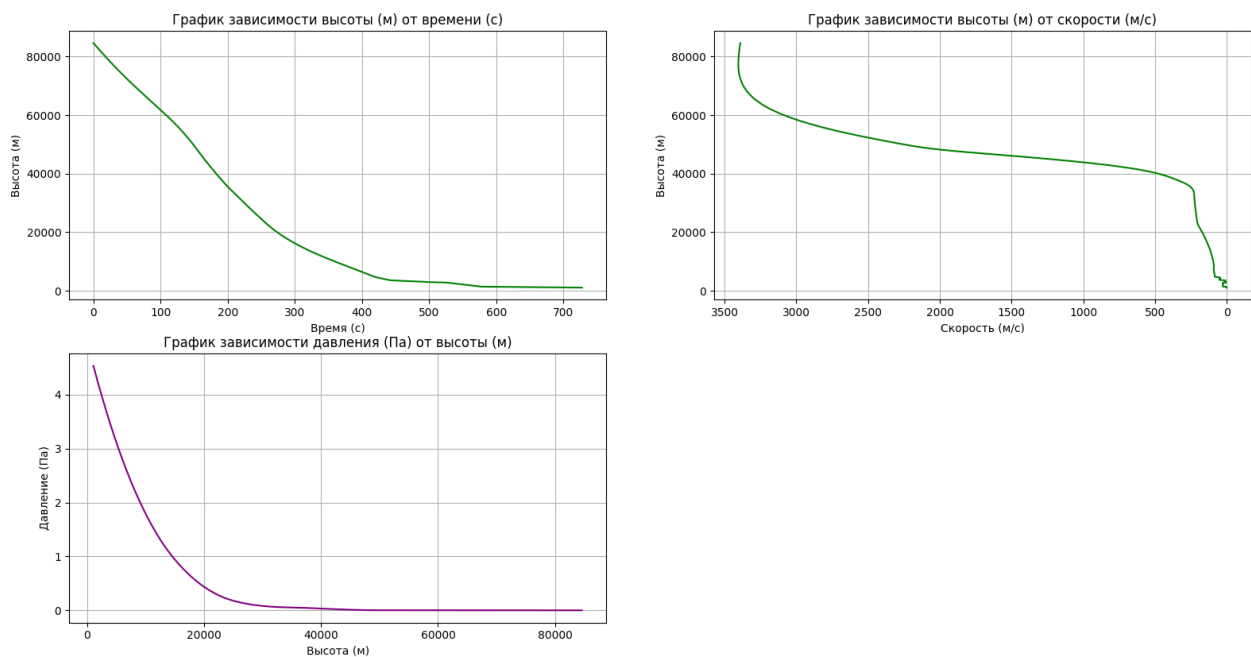 График зависимости высоты (м) от времени (с)
80000
60000
40000
20000
0
Высота (м)
0 100 200 300 400 500 600 700
Время (с)
График зависимости высоты (м) от скорости (м/с)
80000
60000
40000
20000
0
Высота (м)
3500 3000 2500 2000 1500 1000 500 0
Скорость (м/с)
График зависимости давления (Па) от высоты (м)
4
3
2
1
0
Давление (Па)
0 20000 40000 60000 80000
Высота (м)